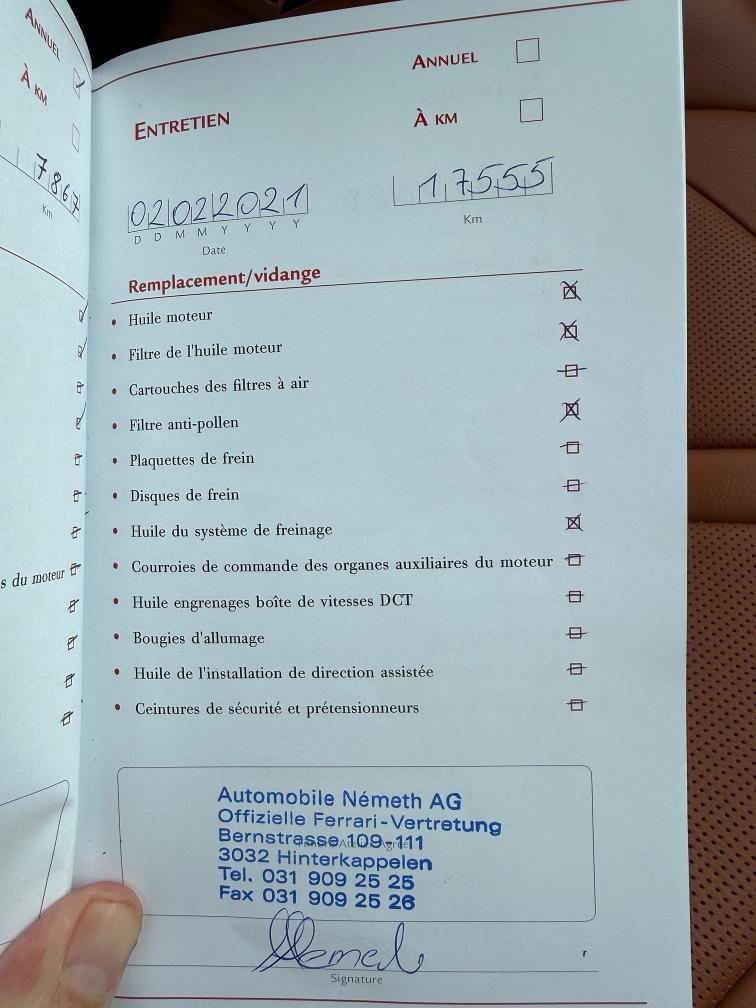 ANNUEL
À KM
7867
Km
s du moteur
ANNUEL
À KM
ENTRETIEN
02022021
D D M M Y Y Y Y
Date
17555
Km
Remplacement/vidange
• Huile moteur
• Filtre de l'huile moteur
• Cartouches des filtres à air
• Filtre anti-pollen
• Plaquettes de frein
• Disques de frein
• Huile du système de freinage
• Courroies de commande des organes auxiliaires du moteur
• Huile engrenages boîte de vitesses DCT
• Bougies d'allumage
• Huile de l'installation de direction assistée
• Ceintures de sécurité et prétensionneurs
Automobile Németh AG
Offizielle Ferrari-Vertretung
Bernstrasse 109-111
3032 Hinterkappelen
Tel. 031 909 25 25
Fax 031 909 25 26
Signature